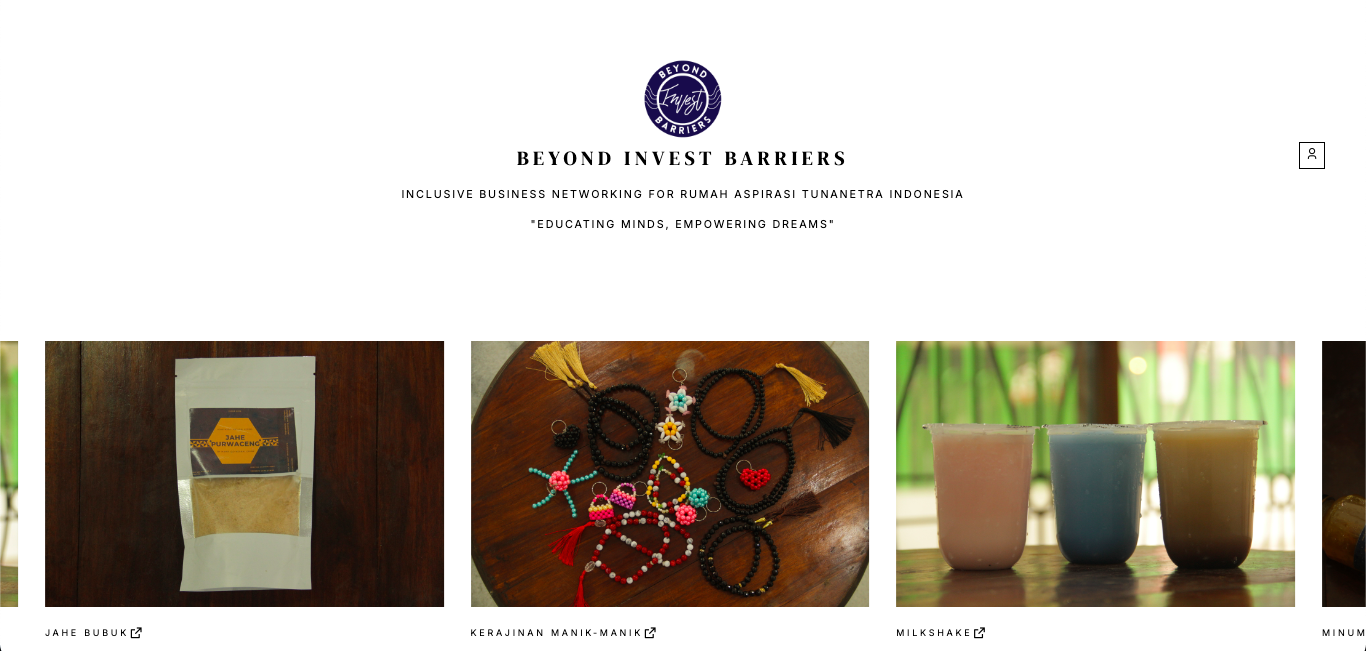 BEYOND
Invest
BARRIERS
BEYOND INVEST BARRIERS
INCLUSIVE BUSINESS NETWORKING FOR RUMAH ASPIRASI TUNANETRA INDONESIA
"EDUCATING MINDS, EMPOWERING DREAMS"
JAHE
PURWACENG
JAHE BUBUK
KERAJINAN MANIK-MANIK
MILKSHAKE
MINUM